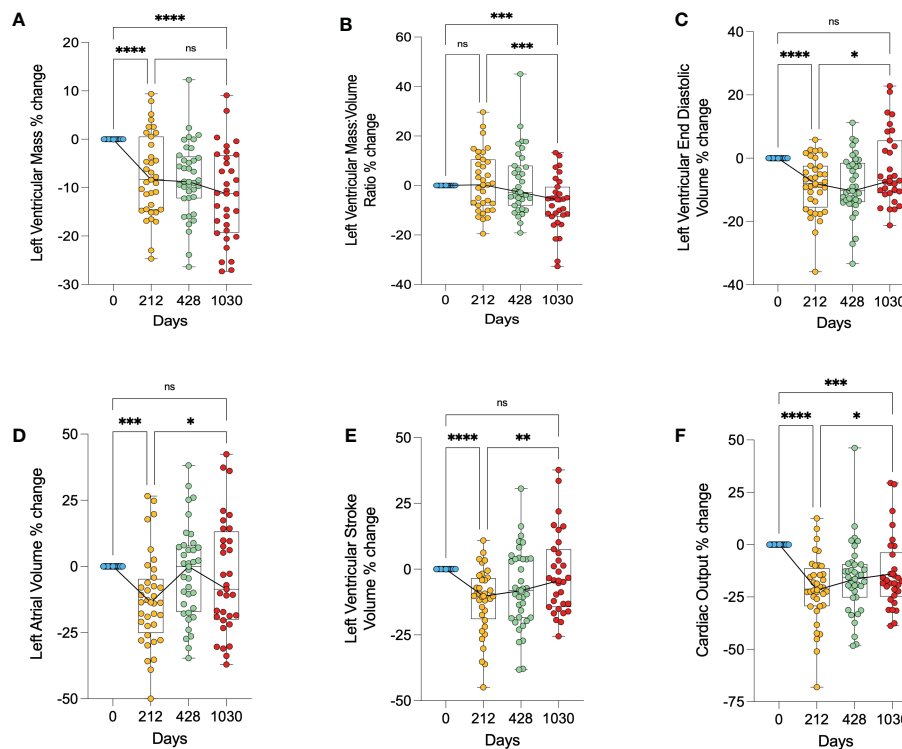 A
****
****
ns
Left Ventricular Mass % change
20
10
0
-10
-20
-30
0 212 428 1030
Days
B
***
ns
***
Left Ventricular Mass:Volume
Ratio % change
60
40
20
0
-20
-40
0 212 428 1030
Days
C
ns
****
*
Left Ventricular End Diastolic
Volume % change
40
20
0
-20
-40
0 212 428 1030
Days
D
ns
***
*
Left Atrial Volume % change
50
25
0
-25
-50
0 212 428 1030
Days
E
ns
****
**
Left Ventricular Stroke
Volume % change
50
25
0
-25
-50
0 212 428 1030
Days
F
***
****
*
Cardiac Output % change
50
25
0
-25
-50
-75
0 212 428 1030
Days